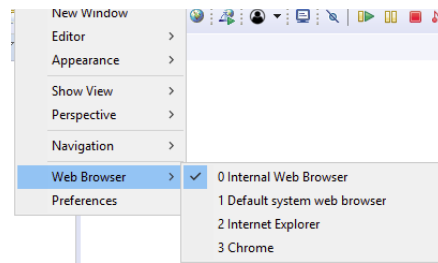 New Window
Editor
Appearance
Show View
Perspective
Navigation
Web Browser
Preferences
0 Internal Web Browser
1 Default system web browser
2 Internet Explorer
3 Chrome